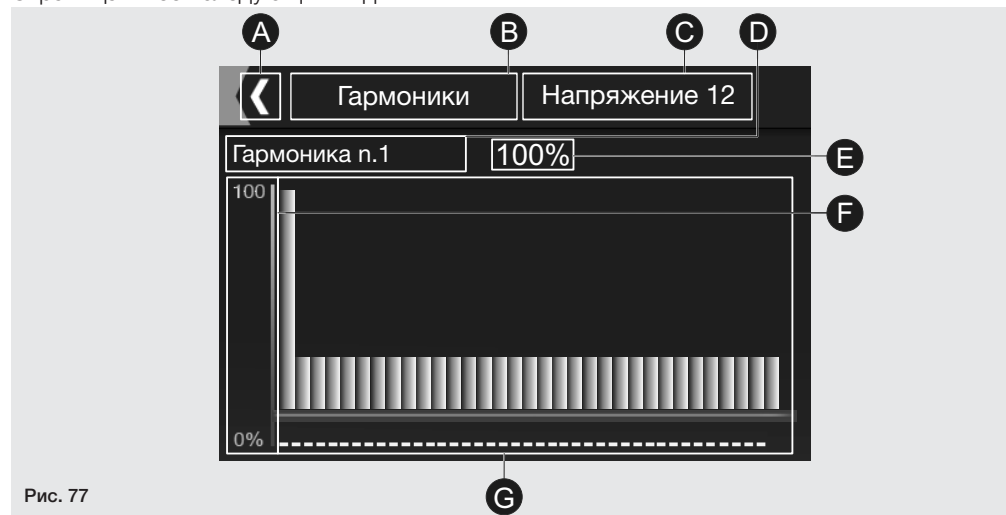 A B C D
Гармоники Напряжение 12
Гармоника n.1 100% E
100 F
0%
Рис. 77 G